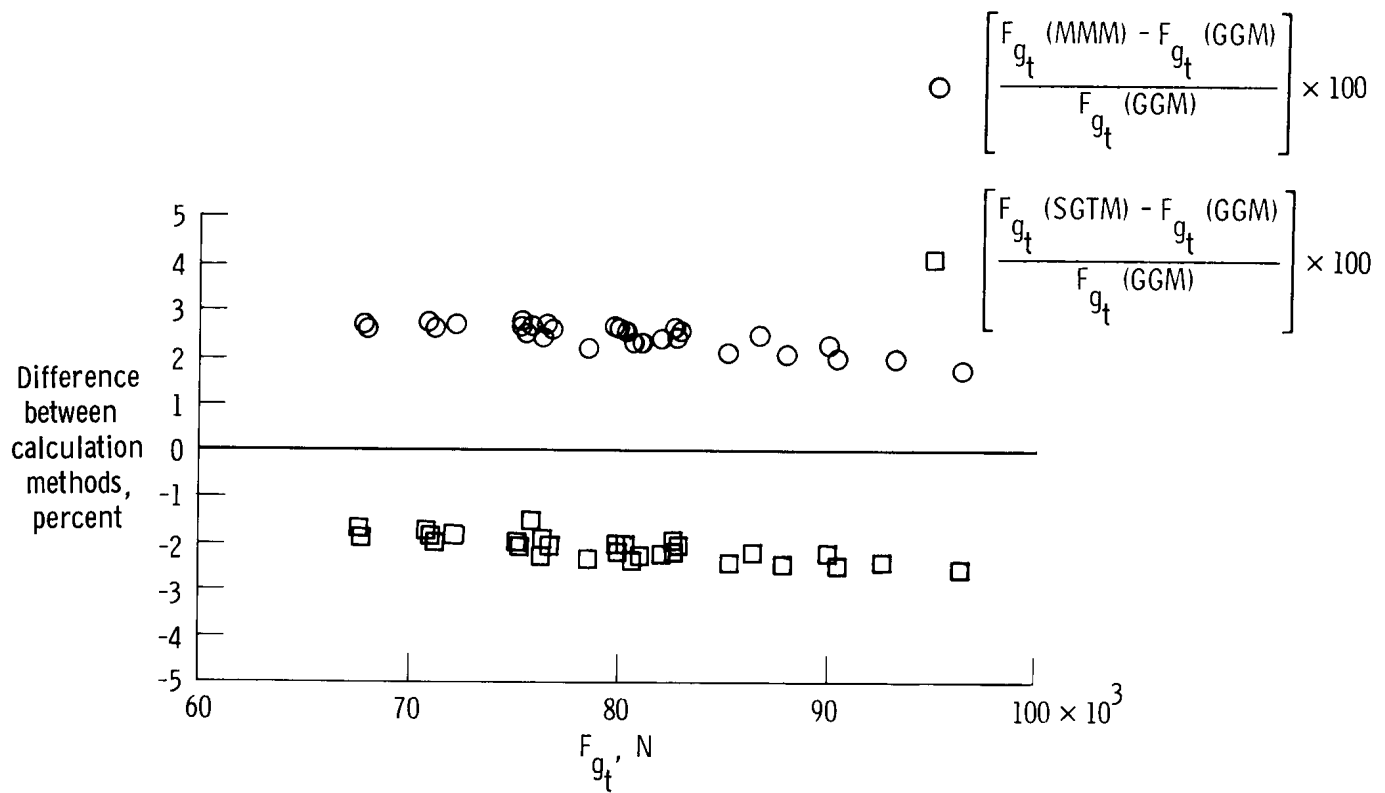 F_{g_t} (MMM) - F_{g_t} (GGM)
F_{g_t} (GGM)
× 100
F_{g_t} (SGTM) - F_{g_t} (GGM)
F_{g_t} (GGM)
× 100
5
4
3
2
1
0
-1
-2
-3
-4
-5
Difference
between
calculation
methods,
percent
60 70 80 90 100 × 10^3
F_{g_t}, N